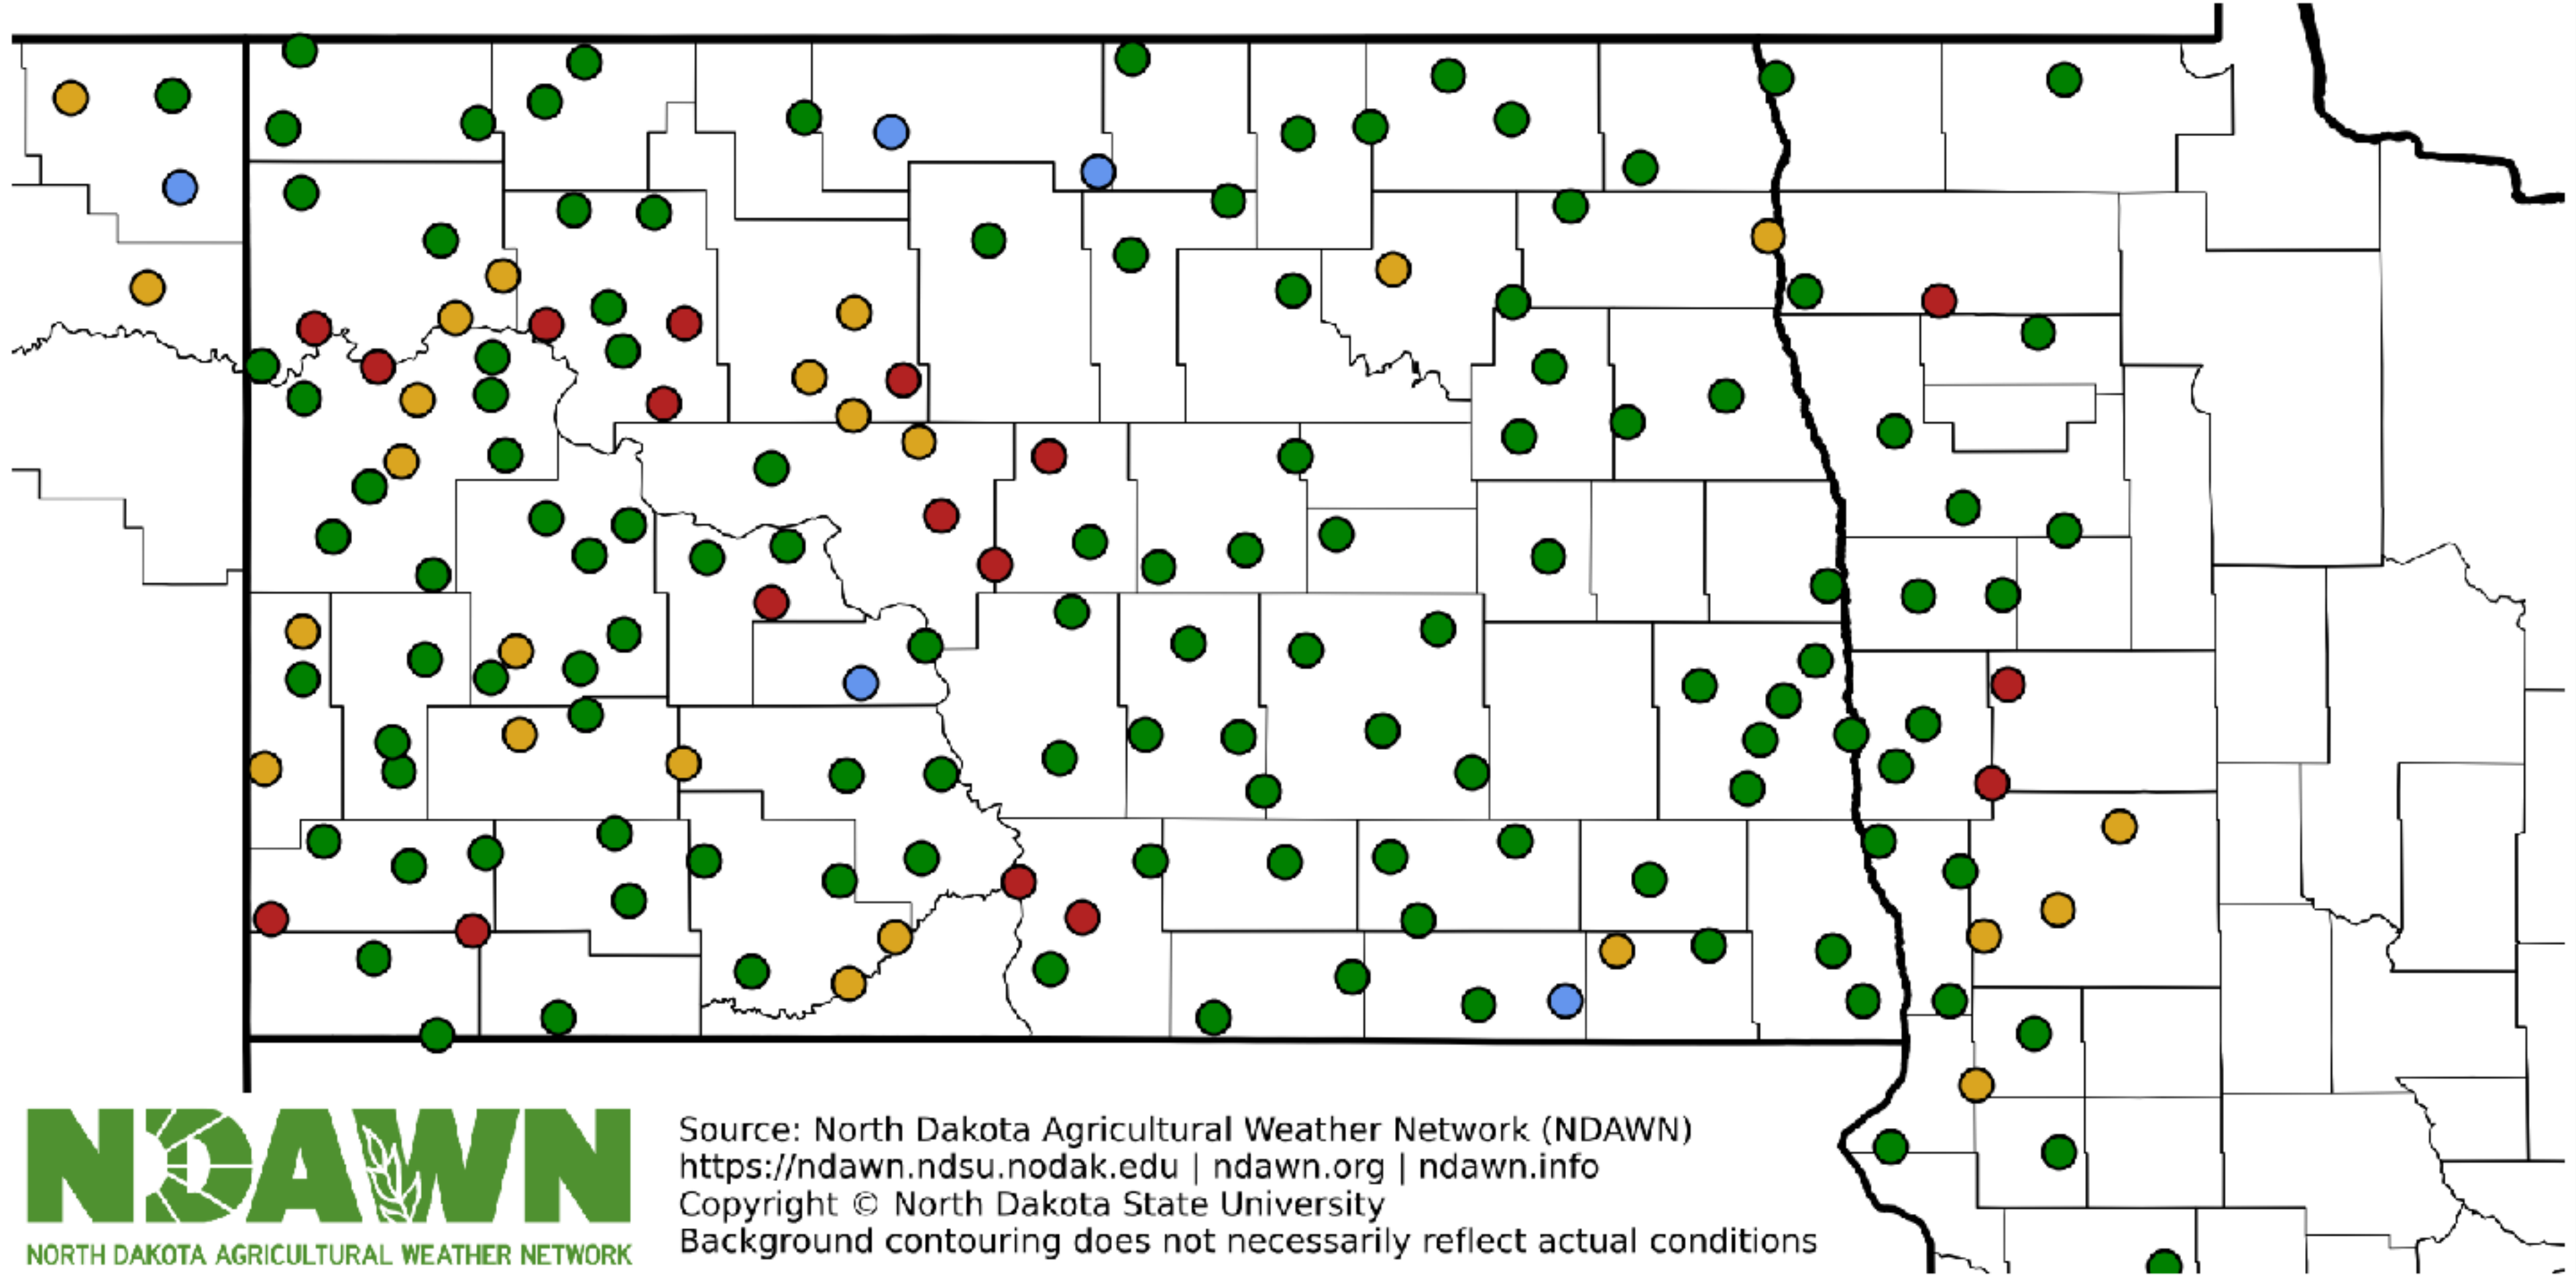 NDAWN
NORTH DAKOTA AGRICULTURAL WEATHER NETWORK
Source: North Dakota Agricultural Weather Network (NDAWN)
https://ndawn.ndsu.nodak.edu | ndawn.org | ndawn.info
Copyright © North Dakota State University
Background contouring does not necessarily reflect actual conditions